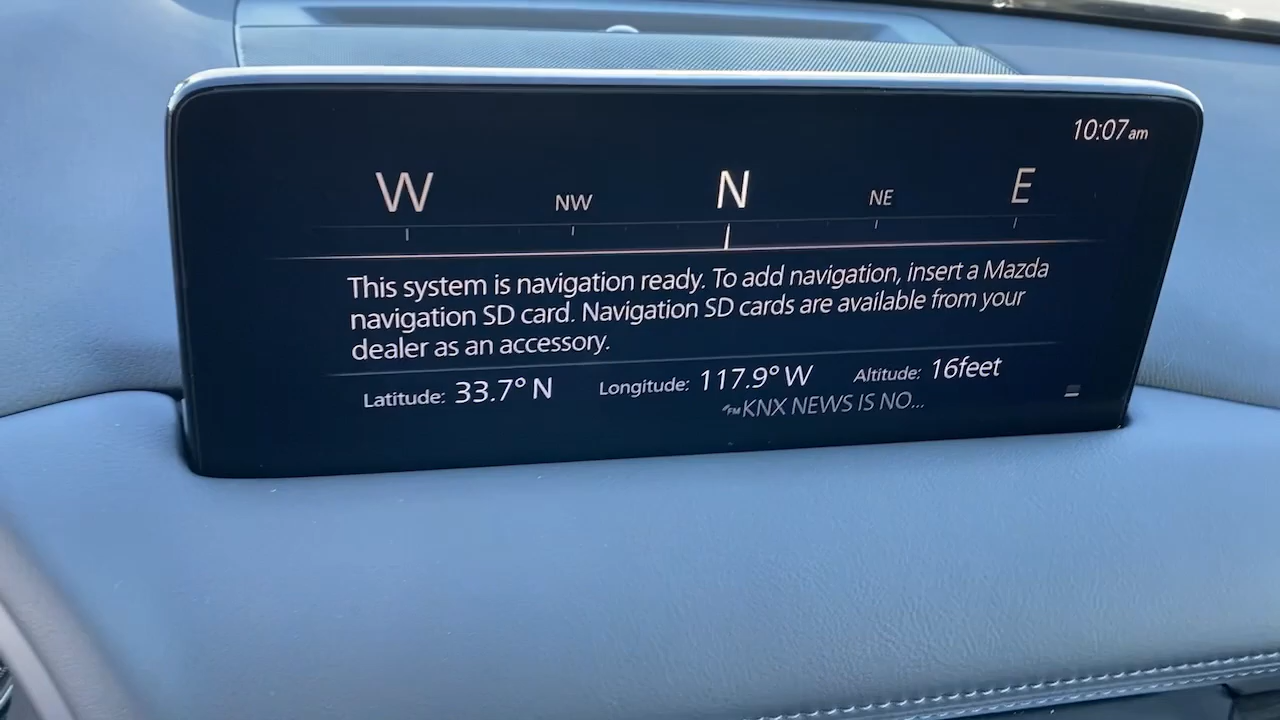 10:07am
W NW N NE E
This system is navigation ready. To add navigation, insert a Mazda
navigation SD card. Navigation SD cards are available from your
dealer as an accessory.
Latitude: 33.7° N Longitude: 117.9° W Altitude: 16feet
FM KNX NEWS IS NO...